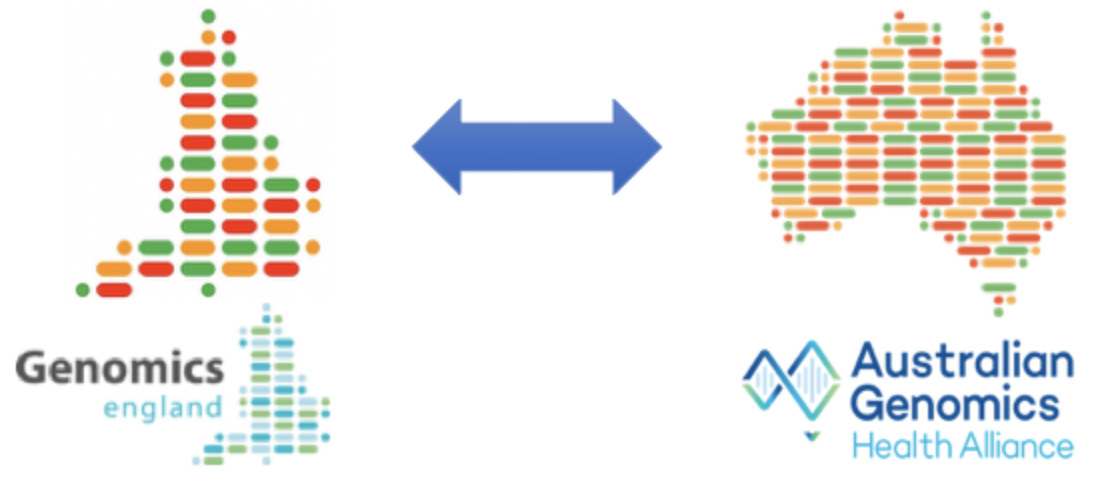 Genomics
england
Australian
Genomics
Health Alliance